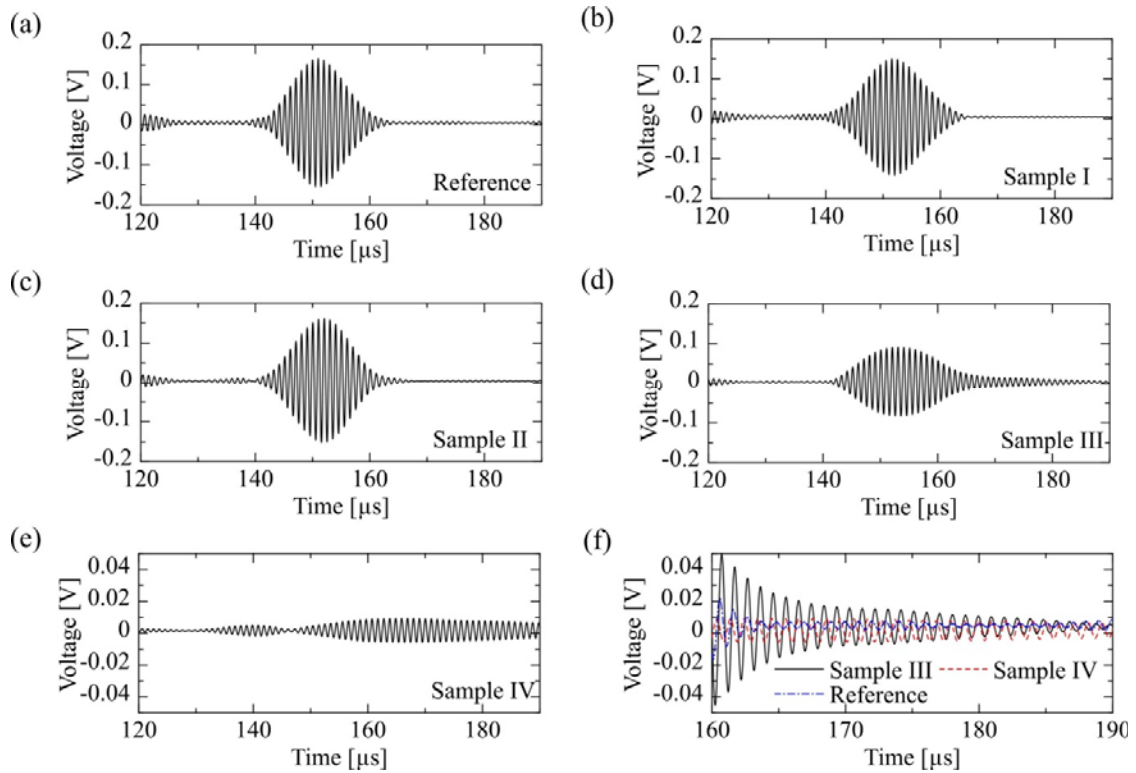 (a)
0.2
0.1
0
-0.1
-0.2
Voltage [V]
Reference
120 140 160 180
Time [µs]
(b)
0.2
0.1
0
-0.1
-0.2
Voltage [V]
Sample I
120 140 160 180
Time [µs]
(c)
0.2
0.1
0
-0.1
-0.2
Voltage [V]
Sample II
120 140 160 180
Time [µs]
(d)
0.2
0.1
0
-0.1
-0.2
Voltage [V]
Sample III
120 140 160 180
Time [µs]
(e)
0.04
0.02
0
-0.02
-0.04
Voltage [V]
Sample IV
120 140 160 180
Time [µs]
(f)
0.04
0.02
0
-0.02
-0.04
Voltage [V]
Sample III Sample IV
Reference
160 170 180 190
Time [µs]